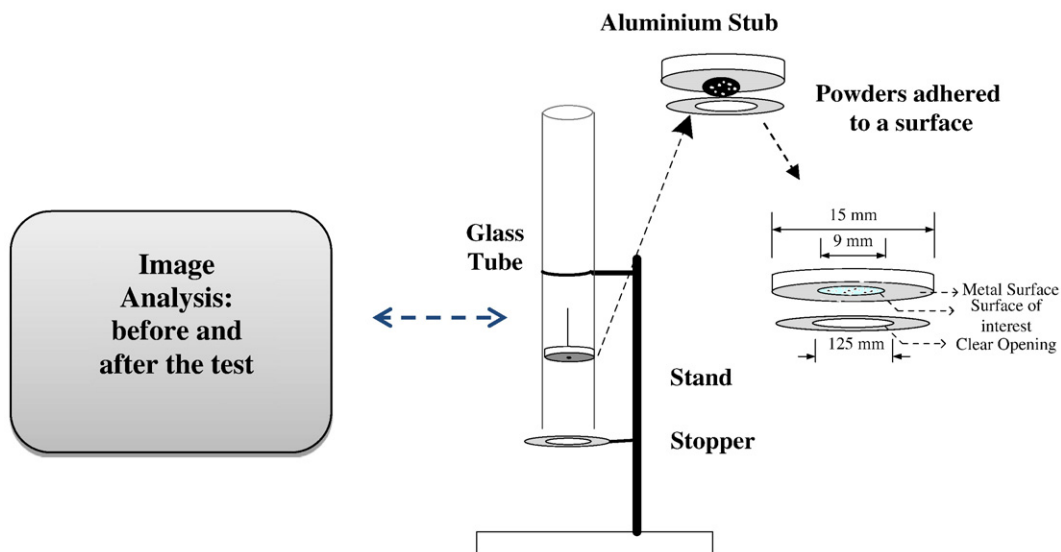 Aluminium Stub
Powders adhered
to a surface
Glass
Tube
Image
Analysis:
before and
after the test
15 mm
9 mm
Metal Surface
Surface of
interest
Clear Opening
125 mm
Stand
Stopper